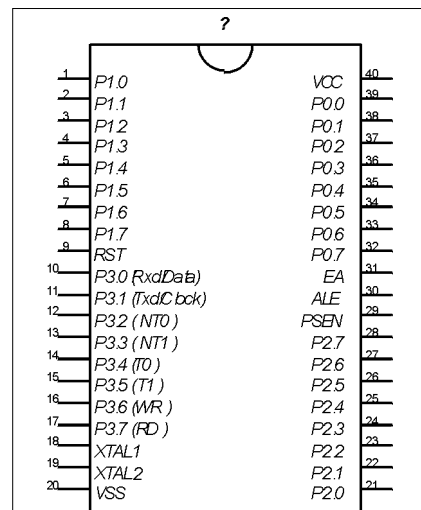 ?
1 P1.0 VCC 40
2 P1.1 P0.0 39
3 P1.2 P0.1 38
4 P1.3 P0.2 37
5 P1.4 P0.3 36
6 P1.5 P0.4 35
7 P1.6 P0.5 34
8 P1.7 P0.6 33
9 RST P0.7 32
10 P3.0 (Rxd/Data) EA 31
11 P3.1 (Txd/Clock) ALE 30
12 P3.2 ( NT0) PSEN 29
13 P3.3 ( NT1) P2.7 28
14 P3.4 (T0) P2.6 27
15 P3.5 (T1) P2.5 26
16 P3.6 (WR ) P2.4 25
17 P3.7 (RD ) P2.3 24
18 XTAL1 P2.2 23
19 XTAL2 P2.1 22
20 VSS P2.0 21